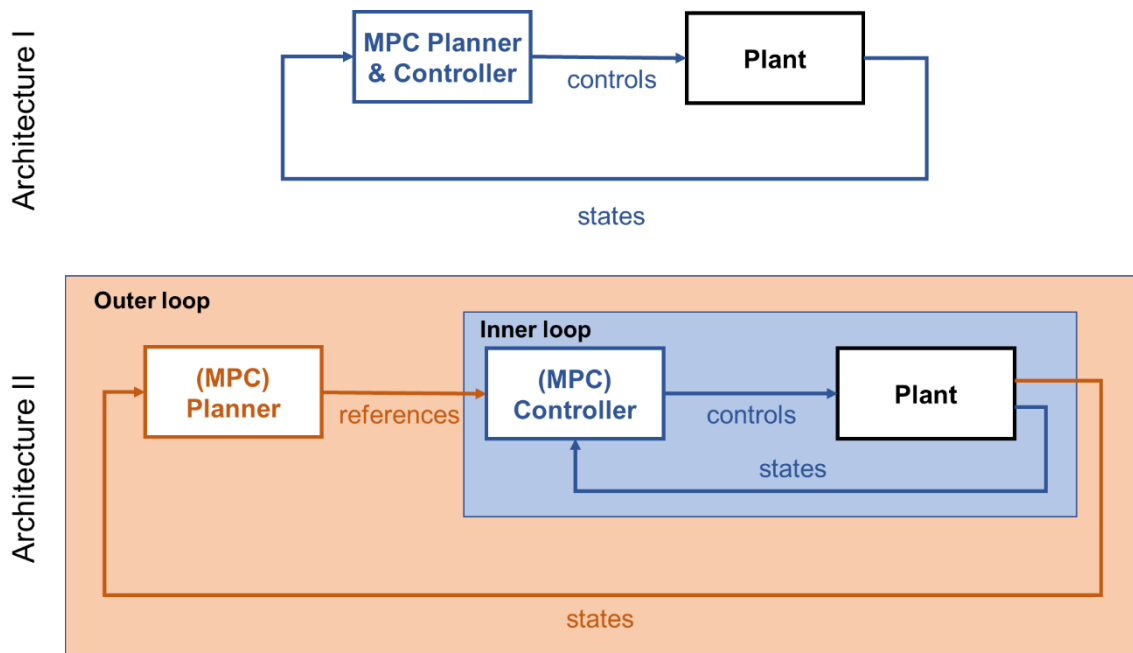 Architecture I
MPC Planner
& Controller
controls
Plant
states
Architecture II
Outer loop
Inner loop
(MPC)
Planner
references
(MPC)
Controller
controls
Plant
states
states